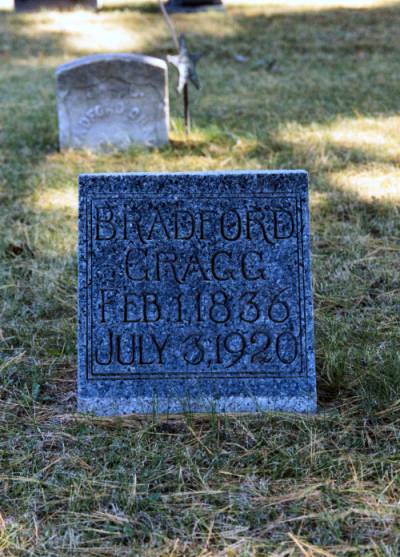 BRADFORD
GRAGG
FEB. 1, 1836
JULY 3, 1920